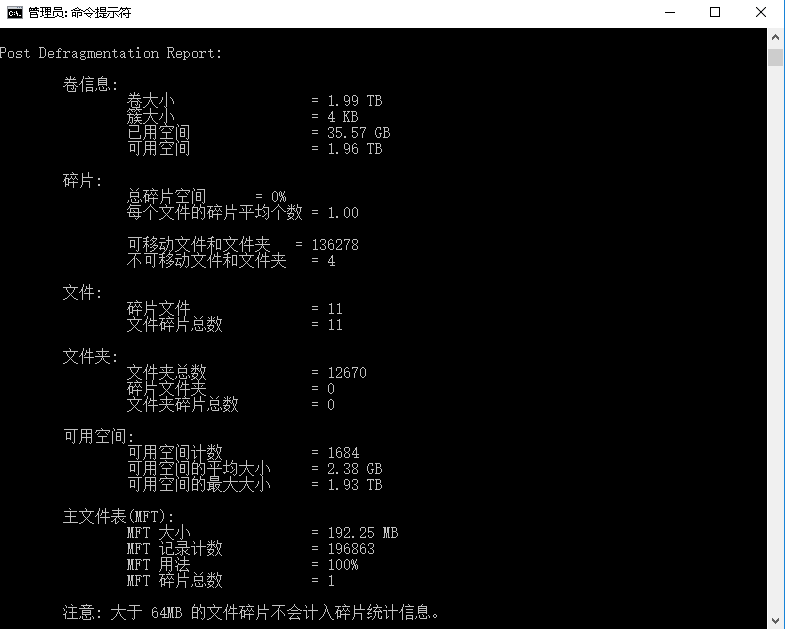 管理员: 命令提示符
Post Defragmentation Report:
卷信息:
卷大小 = 1.99 TB
簇大小 = 4 KB
已用空间 = 35.57 GB
可用空间 = 1.96 TB
碎片:
总碎片空间 = 0%
每个文件的碎片平均个数 = 1.00
可移动文件和文件夹 = 136278
不可移动文件和文件夹 = 4
文件:
碎片文件 = 11
文件碎片总数 = 11
文件夹:
文件夹总数 = 12670
碎片文件夹 = 0
文件夹碎片总数 = 0
可用空间:
可用空间计数 = 1684
可用空间的平均大小 = 2.38 GB
可用空间的最大大小 = 1.93 TB
主文件表(MFT):
MFT 大小 = 192.25 MB
MFT 记录计数 = 196863
MFT 用法 = 100%
MFT 碎片总数 = 1
注意: 大于 64MB 的文件碎片不会计入碎片统计信息。